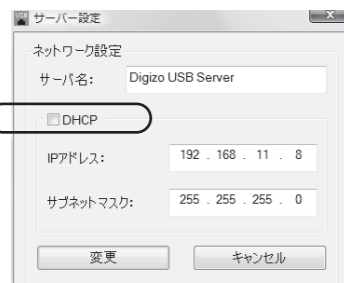 サーバー設定
ネットワーク設定
サーバ名: Digizo USB Server
DHCP
IPアドレス: 192 . 168 . 11 . 8
サブネットマスク: 255 . 255 . 255 . 0
変更 キャンセル